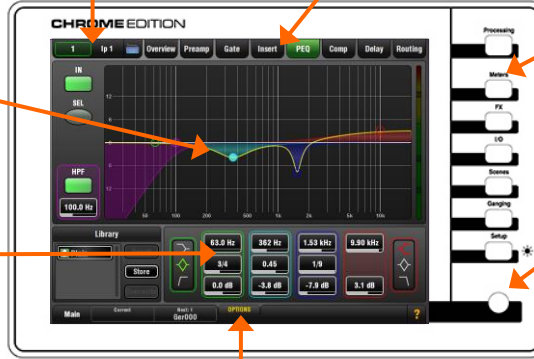 CHROME EDITION
1 Ip 1 Overview Preamp Gate Insert PEQ Comp Delay Routing
IN
SEL
HPF
100.0 Hz
12
6
0
6
12
50 100 200 500 1k 2k 5k 10k
Library
Store
63.0 Hz 362 Hz 1.53 kHz 9.90 kHz
3/4 0.45 1/9
0.0 dB -3.8 dB -7.9 dB 3.1 dB
Main Current Next: 1 OPTIONS ?
Ger000
Processing
Meters
FX
I/O
Scenes
Ganging
Setup